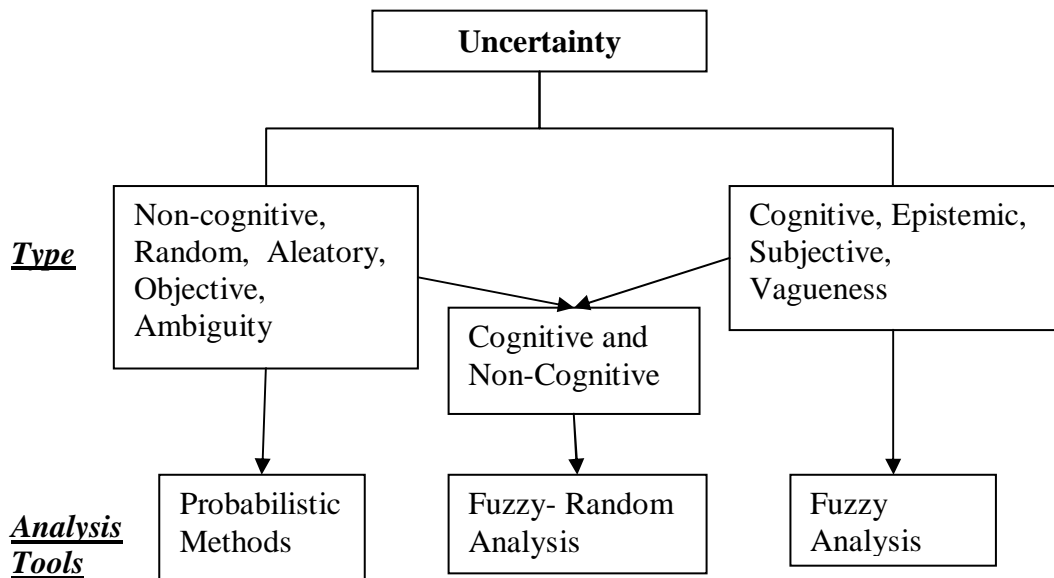 Uncertainty
Type
Non-cognitive,
Random, Aleatory,
Objective,
Ambiguity
Cognitive, Epistemic,
Subjective,
Vagueness
Cognitive and
Non-Cognitive
Analysis
Tools
Probabilistic
Methods
Fuzzy- Random
Analysis
Fuzzy
Analysis